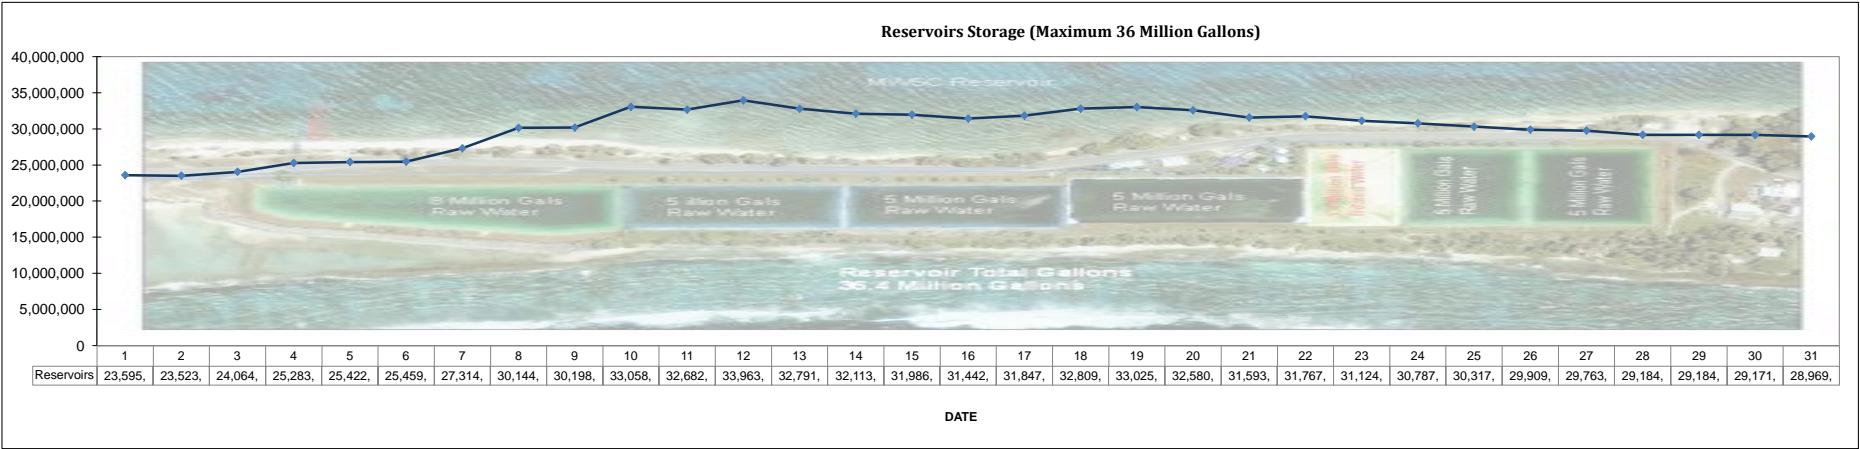 Reservoirs Storage (Maximum 36 Million Gallons)
40,000,000
35,000,000
30,000,000
25,000,000
20,000,000
15,000,000
10,000,000
5,000,000
0
MWSC Reservoir
8 Million Gals
Raw Water
5 illion Gals
Raw Water
5 Million Gals
Raw Water
5 Million Gals
Raw Water
5 Million Gals
Raw Water
5 Million Gals
Raw Water
Reservoir Total Gallons
36.4 Million Gallons
1 2 3 4 5 6 7 8 9 10 11 12 13 14 15 16 17 18 19 20 21 22 23 24 25 26 27 28 29 30 31
Reservoirs 23,595, 23,523, 24,064, 25,283, 25,422, 25,459, 27,314, 30,144, 30,198, 33,058, 32,682, 33,963, 32,791, 32,113, 31,986, 31,442, 31,847, 32,809, 33,025, 32,580, 31,593, 31,767, 31,124, 30,787, 30,317, 29,909, 29,763, 29,184, 29,184, 29,171, 28,969,
DATE